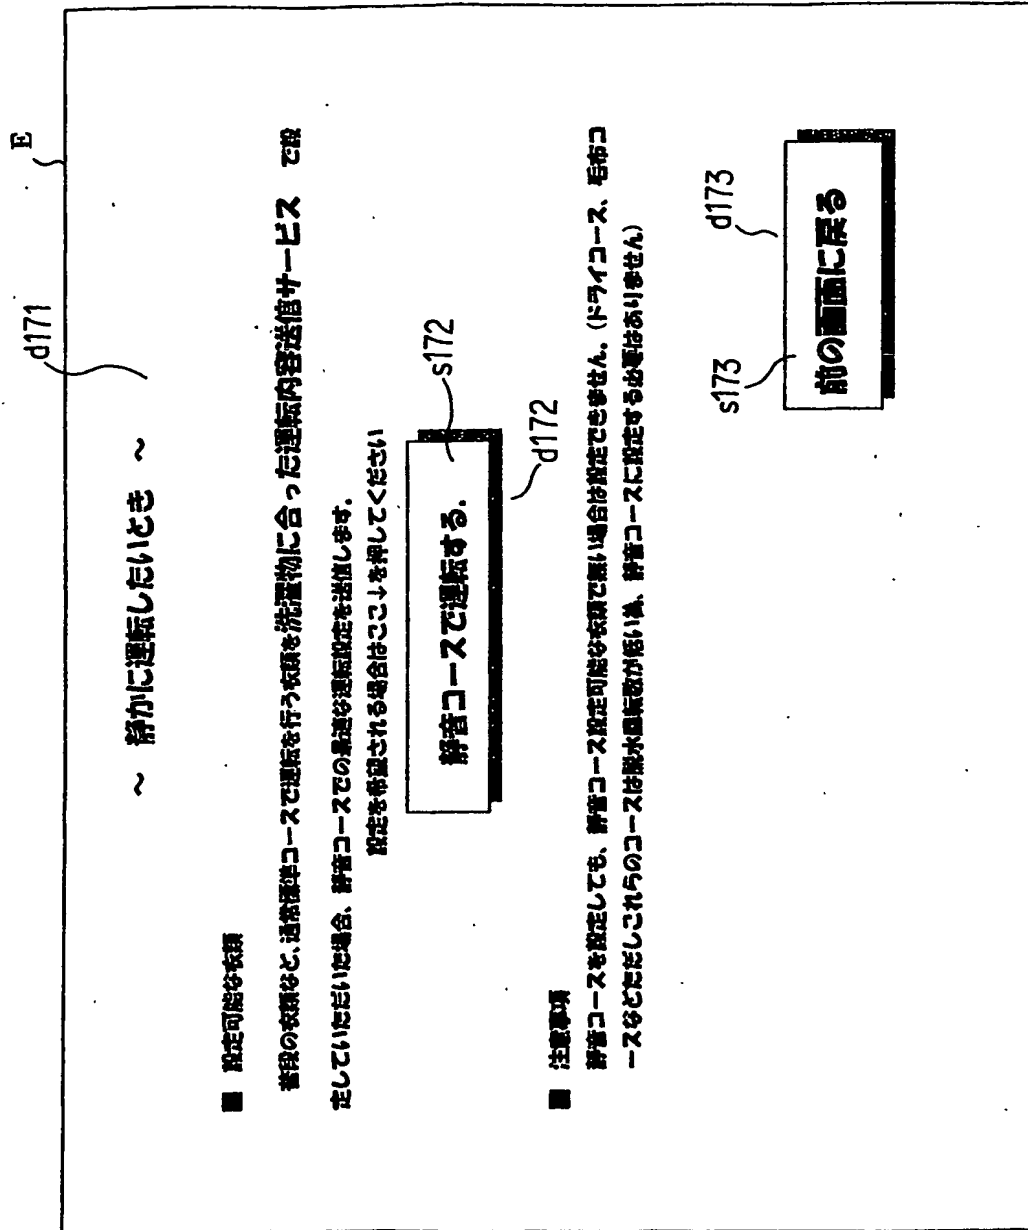 E
d171
～ 静かに運転したいとき ～
■ 設定可能な衣類
普段の衣類など、通常標準コースで運転を行う衣類を洗濯物に合った運転内容送信サービス で設
定していただいた場合、静音コースでの最適な運転設定を送信します。
設定を希望される場合はここ↓を押してください
静音コースで運転する.
s172
d172
■ 注意事項
静音コースを設定しても、静音コース設定可能な衣類で無い場合は設定できません。(ドライコース、毛布コ
ースなどただしこれらのコースは脱水回転数が低い為、静音コースに設定する必要はありません)
s173
d173
前の画面に戻る